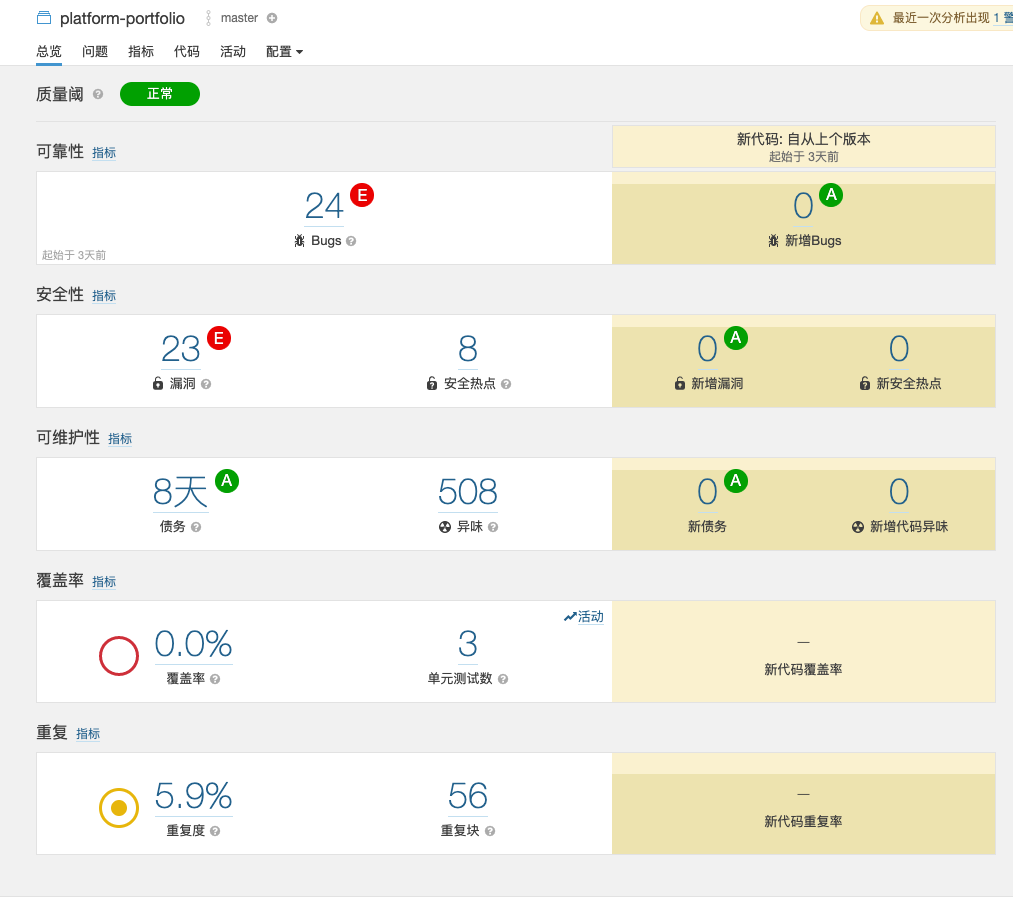 platform-portfolio master
最近一次分析出现 1 警
总览 问题 指标 代码 活动 配置
质量阈 正常
新代码: 自从上个版本
起始于 3天前
可靠性 指标
24 E
Bugs
起始于 3天前
0 A
新增Bugs
安全性 指标
23 E
漏洞
8
安全热点
0 A
新增漏洞
0
新安全热点
可维护性 指标
8天 A
债务
508
异味
0 A
新债务
0
新增代码异味
覆盖率 指标
活动
0.0%
覆盖率
3
单元测试数
—
新代码覆盖率
重复 指标
5.9%
重复度
56
重复块
—
新代码重复率